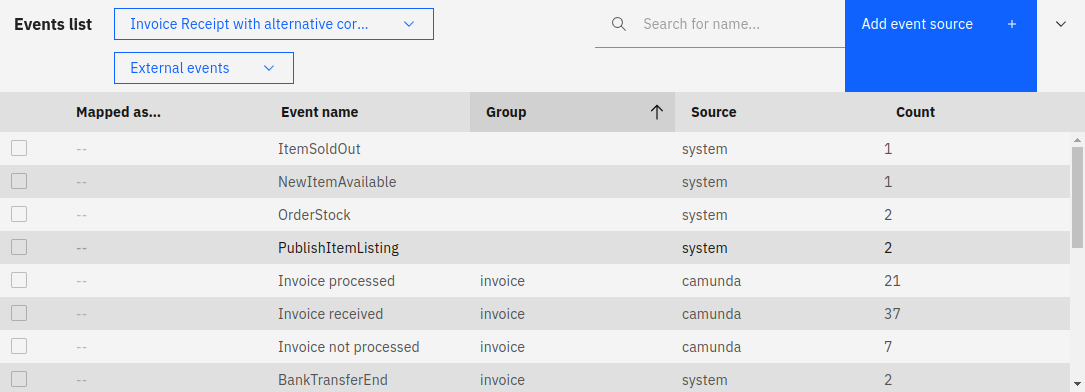 Events list
Invoice Receipt with alternative cor...
Search for name...
Add event source +
External events
Mapped as... Event name Group Source Count
-- ItemSoldOut system 1
-- NewItemAvailable system 1
-- OrderStock system 2
-- PublishItemListing system 2
-- Invoice processed invoice camunda 21
-- Invoice received invoice camunda 37
-- Invoice not processed invoice camunda 7
-- BankTransferEnd invoice system 2